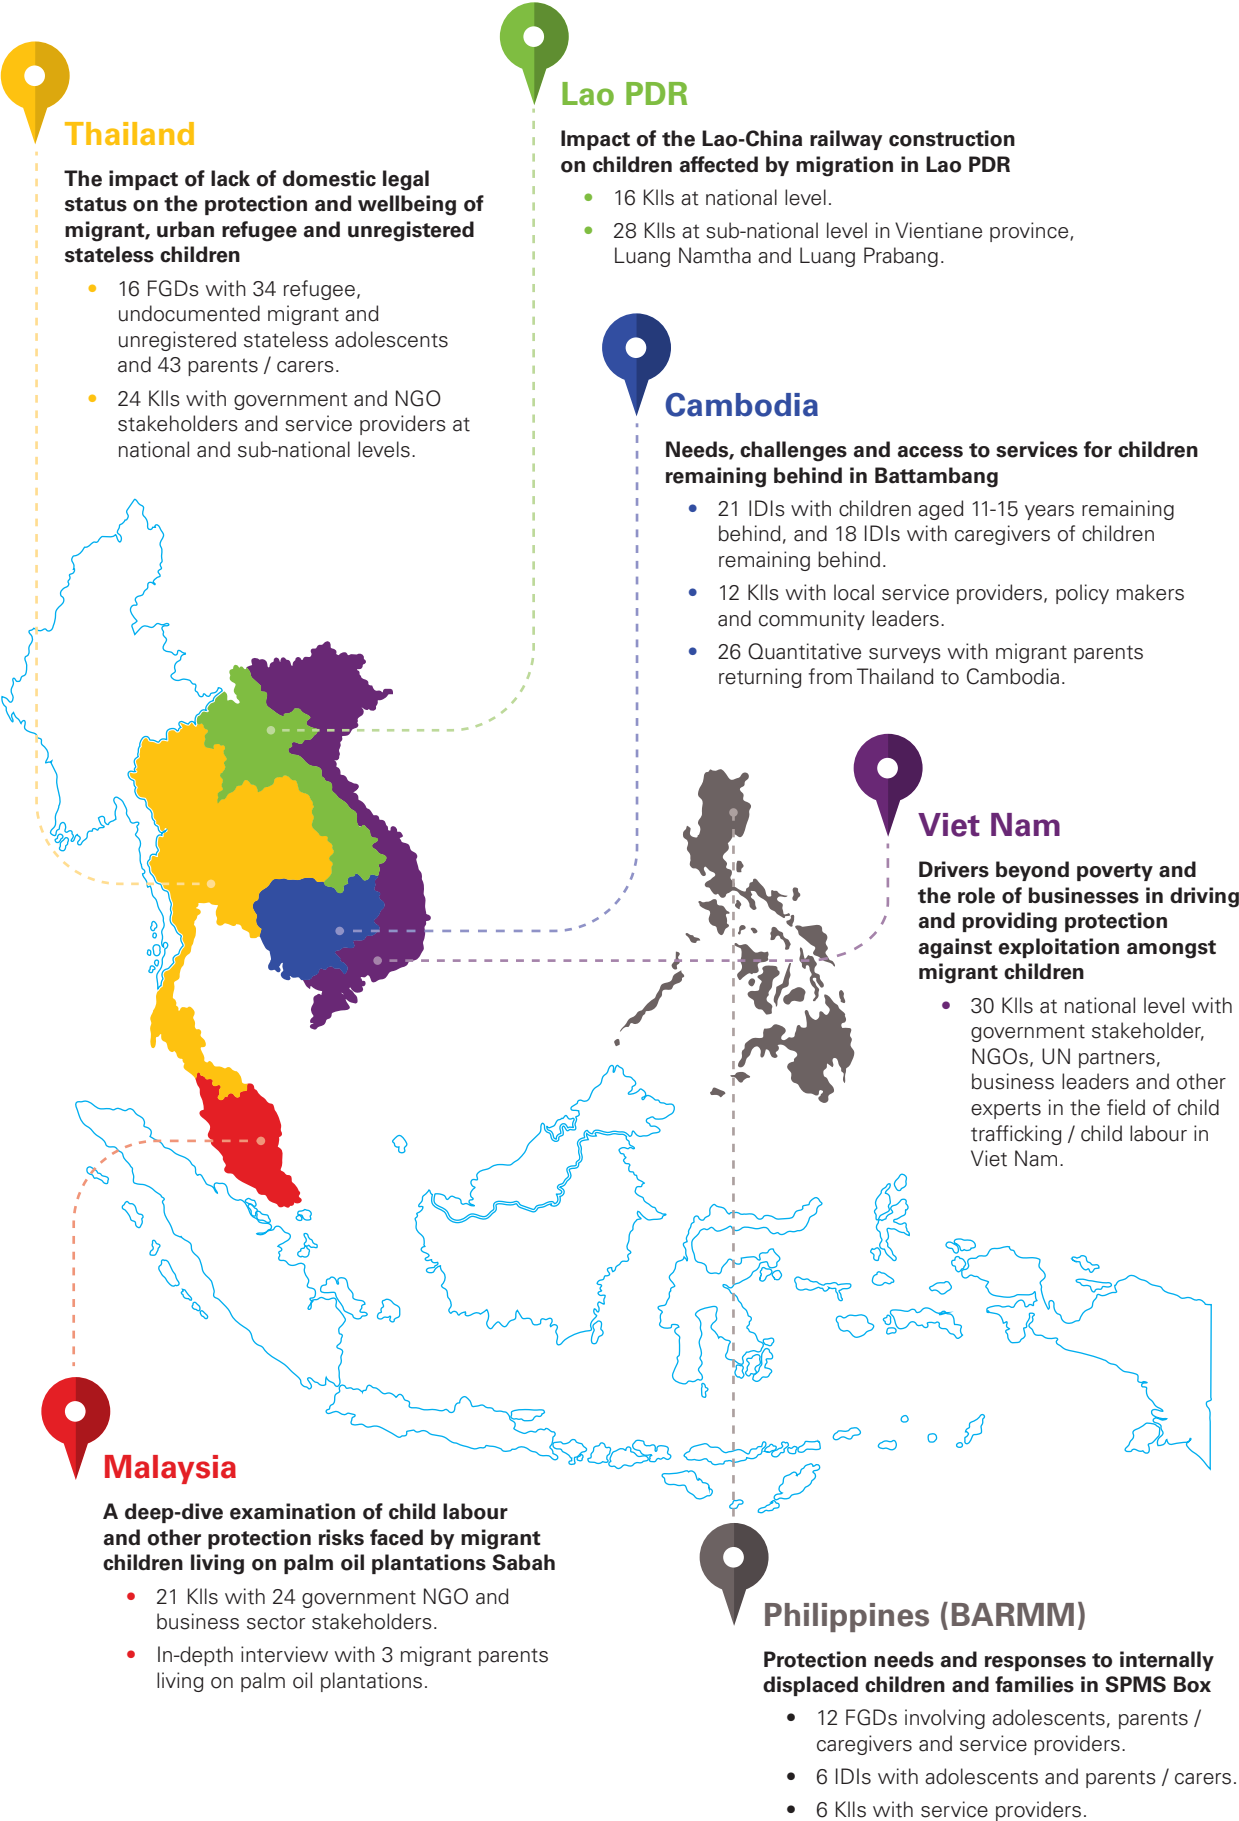 Thailand
The impact of lack of domestic legal
status on the protection and wellbeing of
migrant, urban refugee and unregistered
stateless children
• 16 FGDs with 34 refugee,
undocumented migrant and
unregistered stateless adolescents
and 43 parents / carers.
• 24 KIIs with government and NGO
stakeholders and service providers at
national and sub-national levels.
Lao PDR
Impact of the Lao-China railway construction
on children affected by migration in Lao PDR
• 16 KIIs at national level.
• 28 KIIs at sub-national level in Vientiane province,
Luang Namtha and Luang Prabang.
Cambodia
Needs, challenges and access to services for children
remaining behind in Battambang
• 21 IDIs with children aged 11-15 years remaining
behind, and 18 IDIs with caregivers of children
remaining behind.
• 12 KIIs with local service providers, policy makers
and community leaders.
• 26 Quantitative surveys with migrant parents
returning from Thailand to Cambodia.
Viet Nam
Drivers beyond poverty and
the role of businesses in driving
and providing protection
against exploitation amongst
migrant children
• 30 KIIs at national level with
government stakeholder,
NGOs, UN partners,
business leaders and other
experts in the field of child
trafficking / child labour in
Viet Nam.
Malaysia
A deep-dive examination of child labour
and other protection risks faced by migrant
children living on palm oil plantations Sabah
• 21 KIIs with 24 government NGO and
business sector stakeholders.
• In-depth interview with 3 migrant parents
living on palm oil plantations.
Philippines (BARMM)
Protection needs and responses to internally
displaced children and families in SPMS Box
• 12 FGDs involving adolescents, parents /
caregivers and service providers.
• 6 IDIs with adolescents and parents / carers.
• 6 KIIs with service providers.